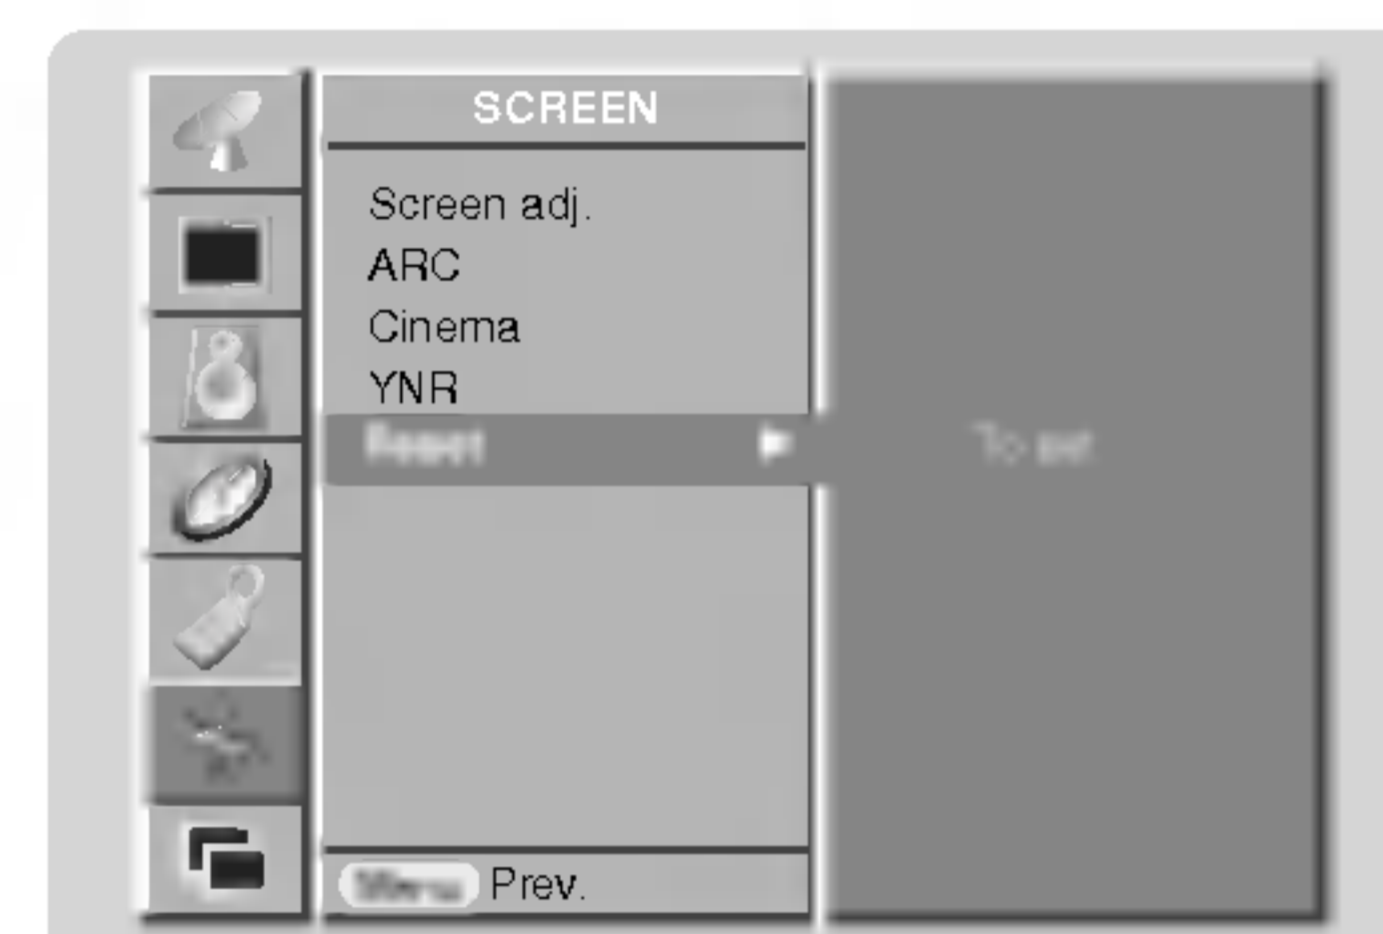 SCREEN
Screen adj.
ARC
Cinema
YNR
Reset To set
Menu Prev.